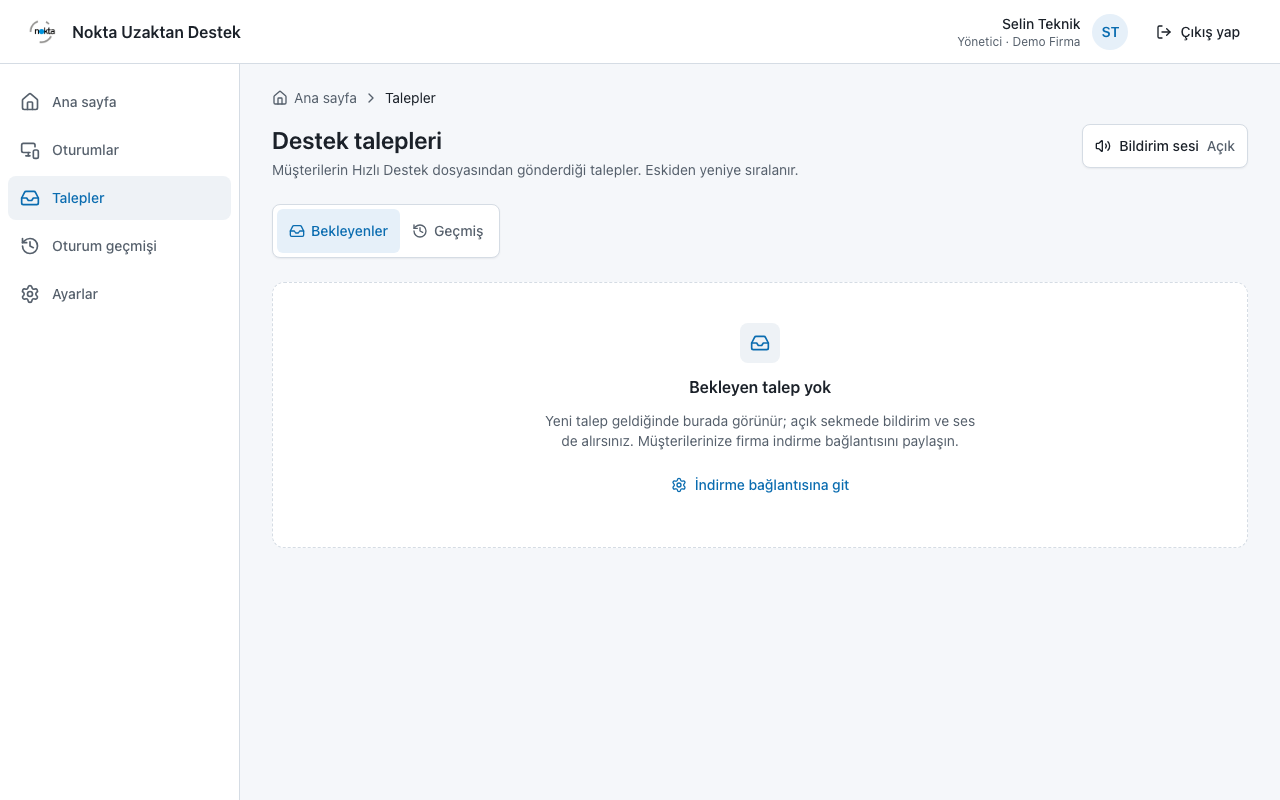 nokta
Nokta Uzaktan Destek
Selin Teknik
Yönetici · Demo Firma
ST
Çıkış yap
Ana sayfa
Oturumlar
Talepler
Oturum geçmişi
Ayarlar
Ana sayfa > Talepler
Destek talepleri
Müşterilerin Hızlı Destek dosyasından gönderdiği talepler. Eskiden yeniye sıralanır.
Bildirim sesi Açık
Bekleyenler
Geçmiş
Bekleyen talep yok
Yeni talep geldiğinde burada görünür; açık sekmede bildirim ve ses
de alırsınız. Müşterilerinize firma indirme bağlantısını paylaşın.
İndirme bağlantısına git